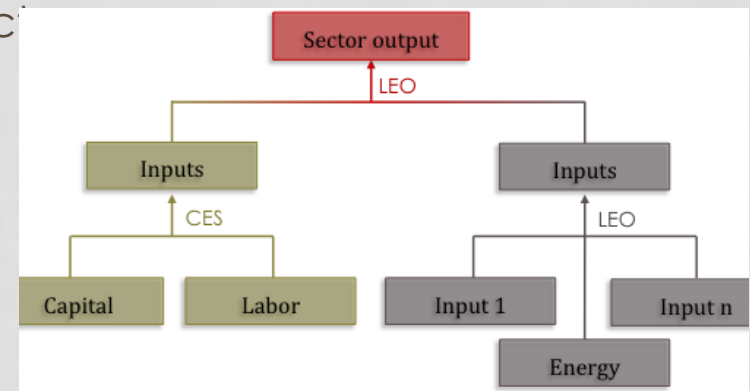 Sector output
LEO
Inputs
Inputs
CES
LEO
Capital
Labor
Input 1
Input n
Energy